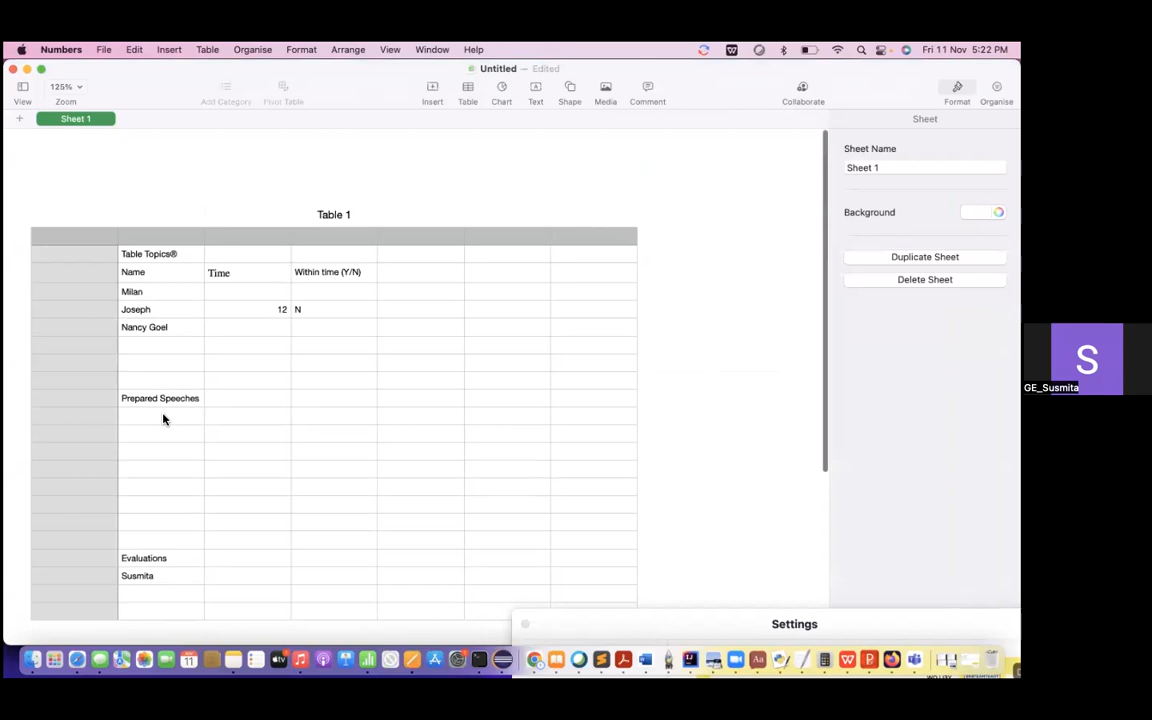 Numbers File Edit Insert Table Organise Format Arrange View Window Help Fri 11 Nov 5:22 PM
Untitled — Edited
125%
View Zoom Add Category Pivot Table Insert Table Chart Text Shape Media Comment Collaborate Format Organise
+ Sheet 1 Sheet
Sheet Name
Sheet 1
Background
Duplicate Sheet
Delete Sheet
Table 1
Table Topics®
Name Time Within time (Y/N)
Milan
Joseph 12 N
Nancy Goel
Prepared Speeches
Evaluations
Susmita
Settings
S
GE_Susmita